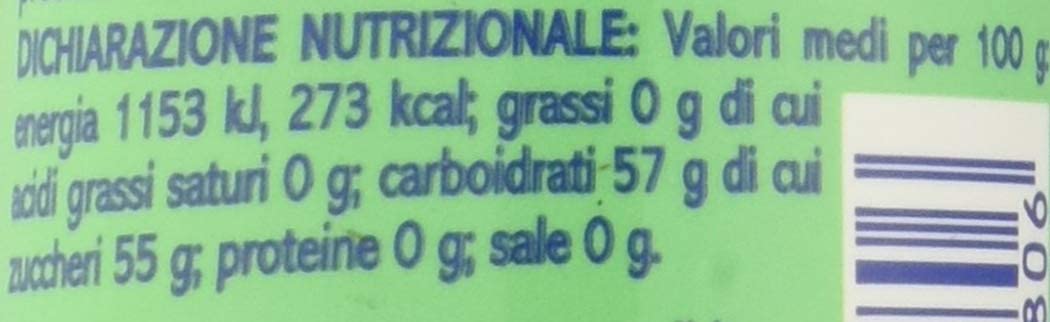 DICHIARAZIONE NUTRIZIONALE: Valori medi per 100 g:
energia 1153 kJ, 273 kcal; grassi 0 g di cui
acidi grassi saturi 0 g; carboidrati 57 g di cui
zuccheri 55 g; proteine 0 g; sale 0 g.
806